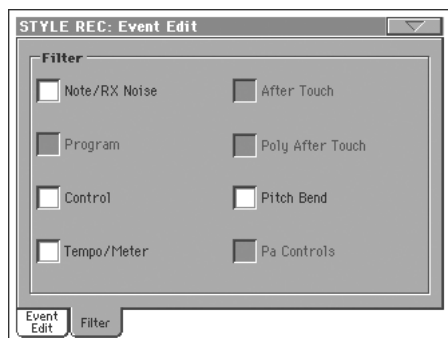 STYLE REC: Event Edit
Filter
Note/RX Noise
After Touch
Program
Poly After Touch
Control
Pitch Bend
Tempo/Meter
Pa Controls
Event
Edit
Filter